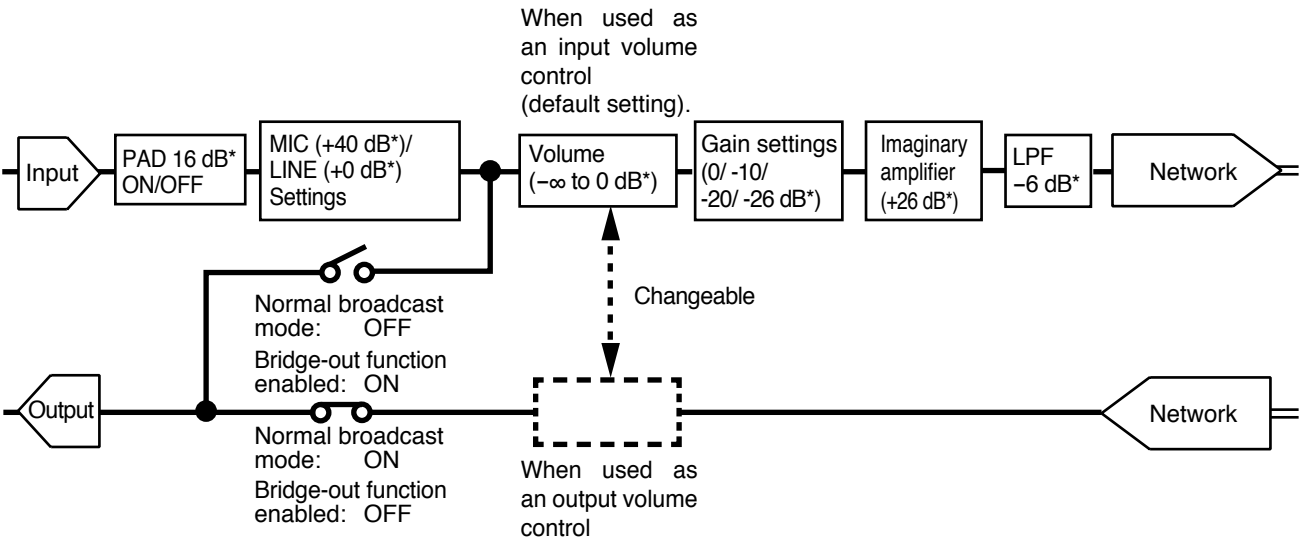 When used as
an input volume
control
(default setting).
Input
PAD 16 dB*
ON/OFF
MIC (+40 dB*)/
LINE (+0 dB*)
Settings
Volume
(−∞ to 0 dB*)
Gain settings
(0/ -10/
-20/ -26 dB*)
Imaginary
amplifier
(+26 dB*)
LPF
−6 dB*
Network
Normal broadcast
mode: OFF
Bridge-out function
enabled: ON
Changeable
Output
Normal broadcast
mode: ON
Bridge-out function
enabled: OFF
When used as
an output volume
control
Network